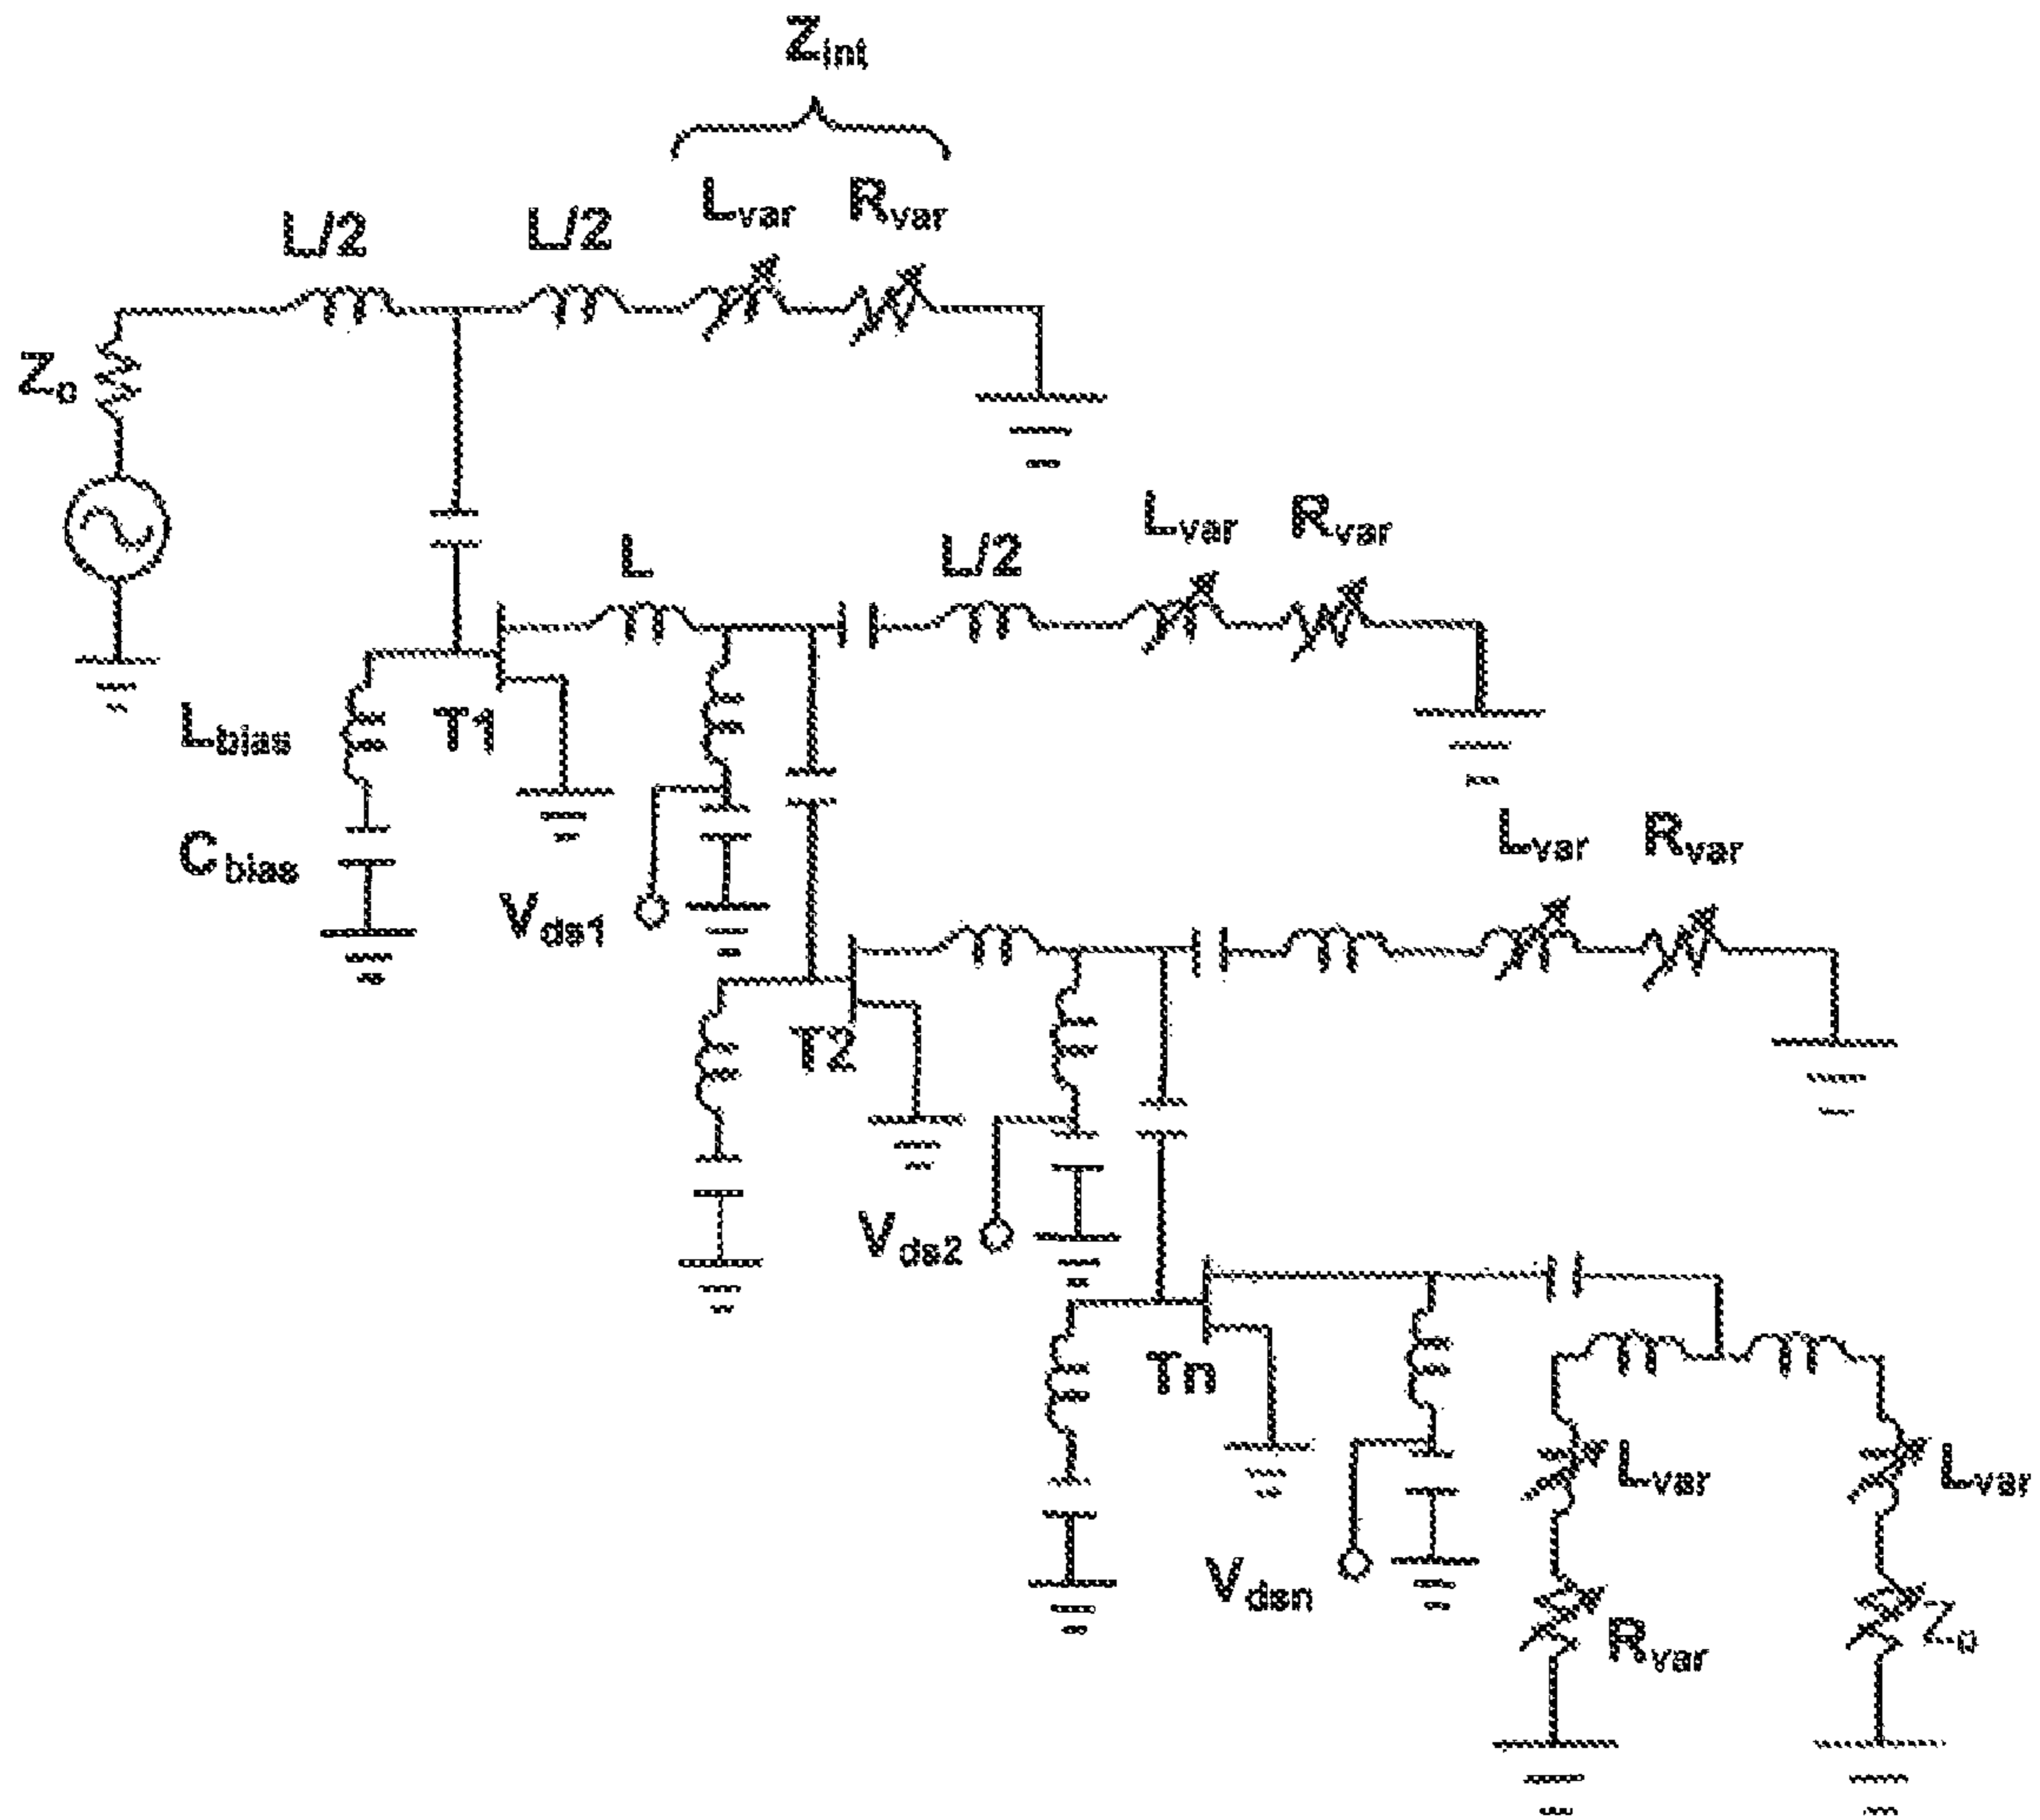 Zint
Lvar Rvar
L/2 L/2
Zo
Lvar Rvar
L L/2
Lbias T1
Cbias
Vds1
Lvar Rvar
T2
Vds2
Tn
Lvar Lvar
Vdsn
Rvar Zo